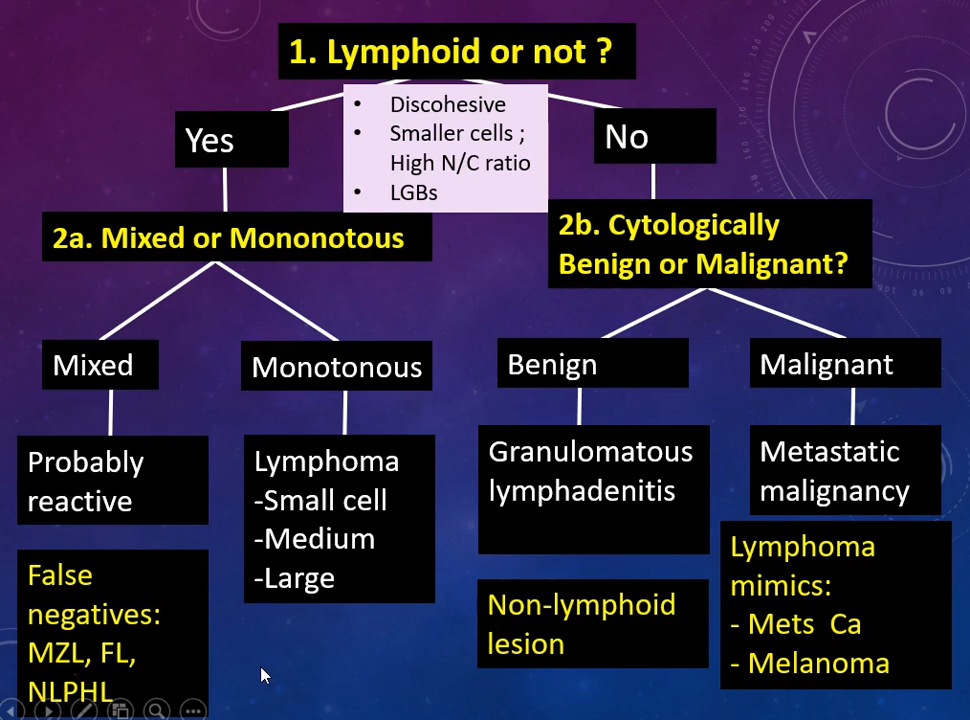 1. Lymphoid or not ?
• Discohesive
• Smaller cells ;
High N/C ratio
• LGBs
Yes
No
2a. Mixed or Mononotous
2b. Cytologically
Benign or Malignant?
Mixed
Monotonous
Benign
Malignant
Probably
reactive
Lymphoma
-Small cell
-Medium
-Large
Granulomatous
lymphadenitis
Metastatic
malignancy
False
negatives:
MZL, FL,
NLPHL
Non-lymphoid
lesion
Lymphoma
mimics:
- Mets Ca
- Melanoma